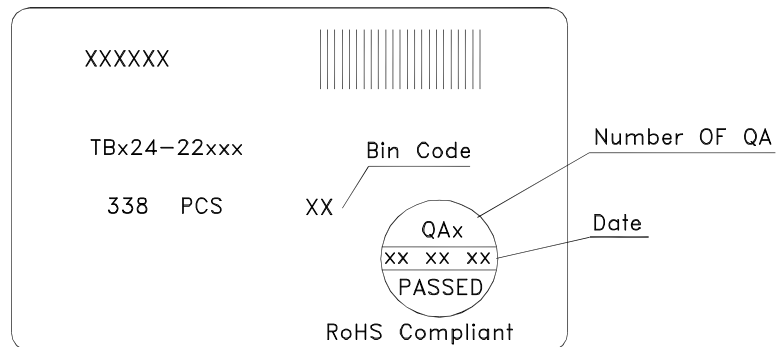 XXXXXX
TBx24-22xxx
Bin Code
Number OF QA
338 PCS
XX
QAx
Date
xx xx xx
PASSED
RoHS Compliant